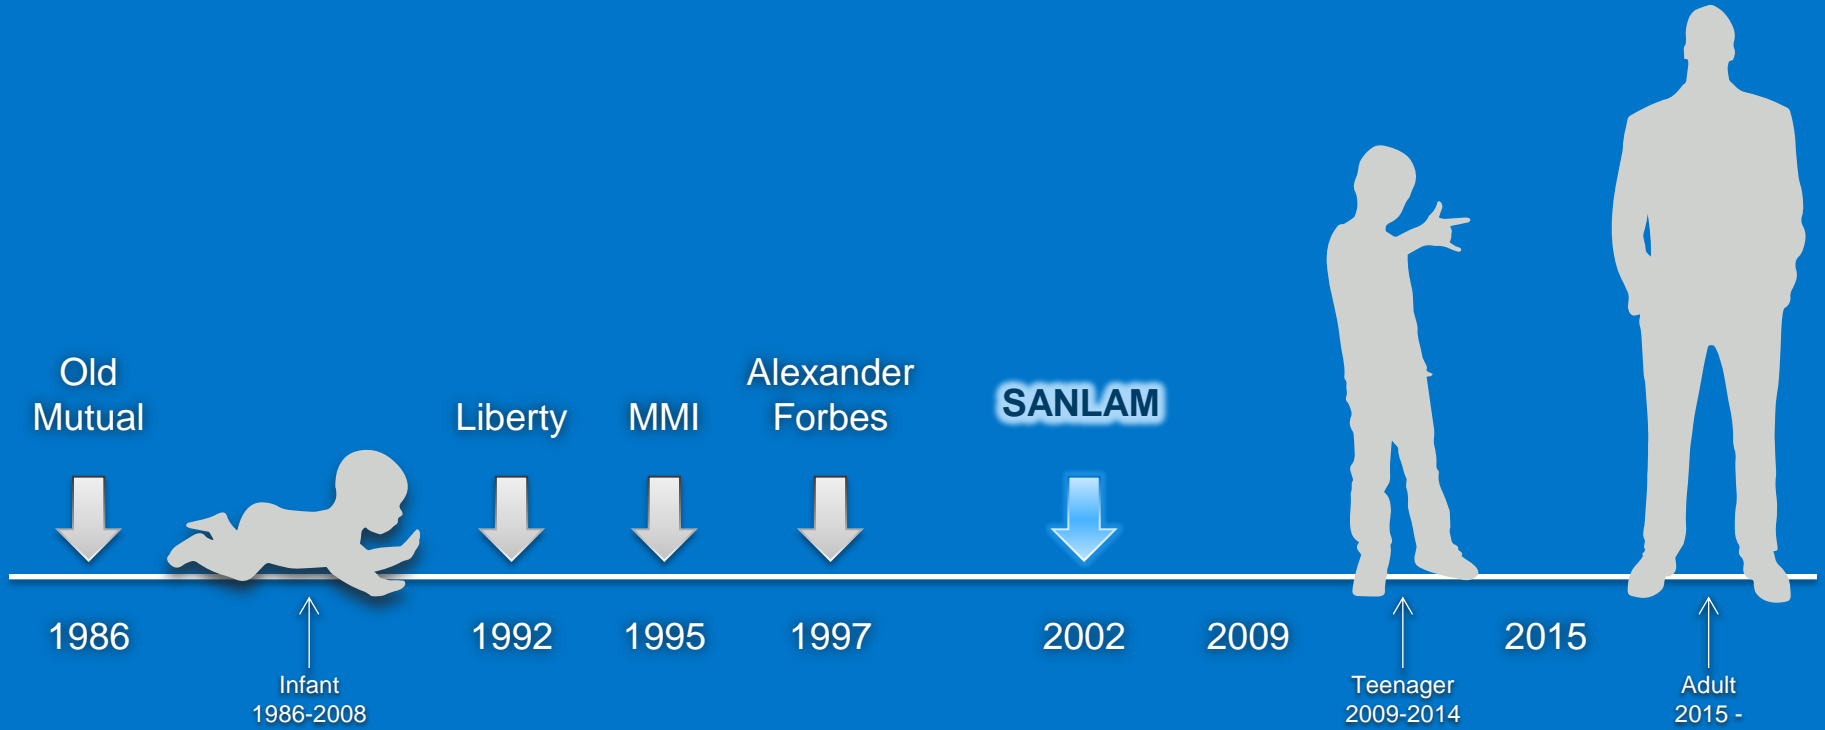 Old
Mutual
Liberty
MMI
Alexander
Forbes
SANLAM
1986
1992
1995
1997
2002
2009
2015
Infant
1986-2008
Teenager
2009-2014
Adult
2015 -